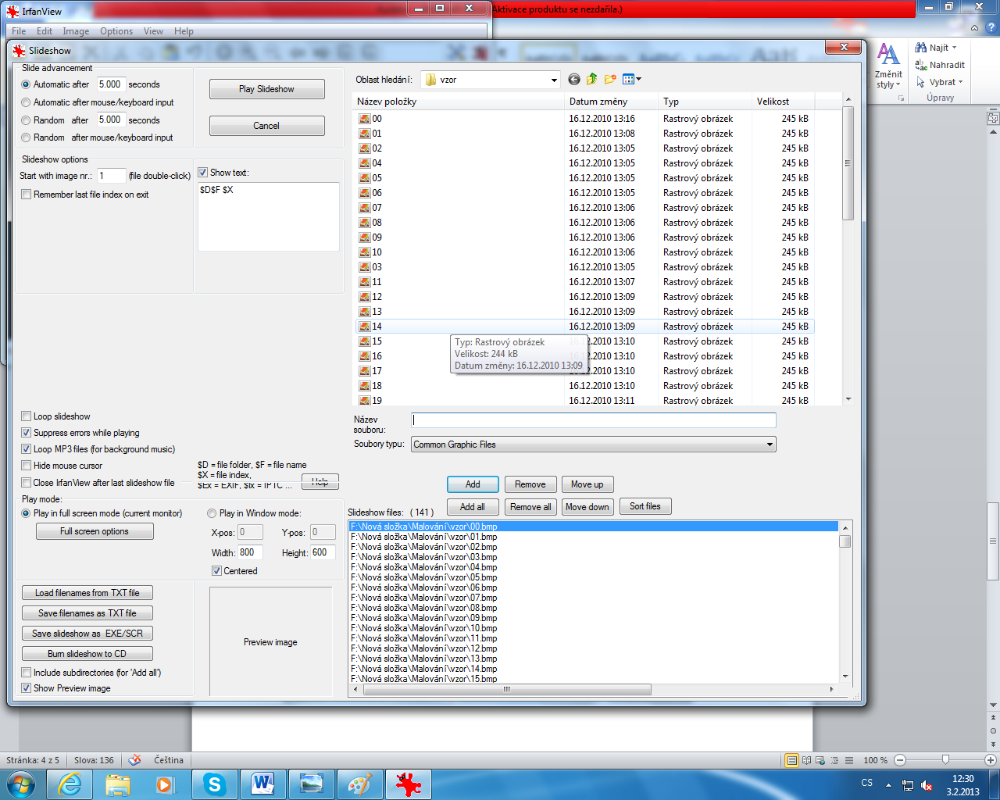 IrfanView
Aktivace produktu se nezdařila.)
File Edit Image Options View Help
Slideshow
Slide advancement
Automatic after 5.000 seconds
Automatic after mouse/keyboard input
Random after 5.000 seconds
Random after mouse/keyboard input
Play Slideshow
Cancel
Slideshow options
Start with image nr.: 1 (file double-click)
Remember last file index on exit
Show text:
$D$F $X
Loop slideshow
Suppress errors while playing
Loop MP3 files (for background music)
Hide mouse cursor
Close IrfanView after last slideshow file
$D = file folder, $F = file name
$X = file index,
$Ex = EXIF, $Ix = IPTC ...
Help
Play mode:
Play in full screen mode (current monitor)
Full screen options
Play in Window mode:
X-pos: 0 Y-pos: 0
Width: 800 Height: 600
Centered
Load filenames from TXT file
Save filenames as TXT file
Save slideshow as EXE/SCR
Burn slideshow to CD
Include subdirectories (for 'Add all')
Show Preview image
Preview image
Oblast hledání: vzor
Název položky Datum změny Typ Velikost
00 16.12.2010 13:16 Rastrový obrázek 245 kB
01 16.12.2010 13:08 Rastrový obrázek 245 kB
02 16.12.2010 13:05 Rastrový obrázek 245 kB
04 16.12.2010 13:05 Rastrový obrázek 245 kB
05 16.12.2010 13:05 Rastrový obrázek 245 kB
06 16.12.2010 13:05 Rastrový obrázek 245 kB
07 16.12.2010 13:06 Rastrový obrázek 245 kB
08 16.12.2010 13:06 Rastrový obrázek 245 kB
09 16.12.2010 13:06 Rastrový obrázek 245 kB
10 16.12.2010 13:06 Rastrový obrázek 245 kB
03 16.12.2010 13:05 Rastrový obrázek 245 kB
11 16.12.2010 13:07 Rastrový obrázek 245 kB
12 16.12.2010 13:09 Rastrový obrázek 245 kB
13 16.12.2010 13:09 Rastrový obrázek 245 kB
14 16.12.2010 13:09 Rastrový obrázek 245 kB
15 13:10 Rastrový obrázek 245 kB
16 13:10 Rastrový obrázek 245 kB
17 13:10 Rastrový obrázek 245 kB
18 16.12.2010 13:10 Rastrový obrázek 245 kB
19 16.12.2010 13:11 Rastrový obrázek 245 kB
Typ: Rastrový obrázek
Velikost: 244 kB
Datum změny: 16.12.2010 13:09
Název souboru:
Soubory typu: Common Graphic Files
Add Remove Move up
Add all Remove all Move down Sort files
Slideshow files: ( 141 )
F:\Nová složka\Malování\vzor\00.bmp
F:\Nová složka\Malování\vzor\01.bmp
F:\Nová složka\Malování\vzor\02.bmp
F:\Nová složka\Malování\vzor\03.bmp
F:\Nová složka\Malování\vzor\04.bmp
F:\Nová složka\Malování\vzor\05.bmp
F:\Nová složka\Malování\vzor\06.bmp
F:\Nová složka\Malování\vzor\07.bmp
F:\Nová složka\Malování\vzor\08.bmp
F:\Nová složka\Malování\vzor\09.bmp
F:\Nová složka\Malování\vzor\10.bmp
F:\Nová složka\Malování\vzor\11.bmp
F:\Nová složka\Malování\vzor\12.bmp
F:\Nová složka\Malování\vzor\13.bmp
F:\Nová složka\Malování\vzor\14.bmp
F:\Nová složka\Malování\vzor\15.bmp
Změnit styly
Najít
Nahradit
Vybrat
Úpravy
Stránka: 4 z 5 Slova: 136 Čeština
100 %
CS
12:30
3.2.2013